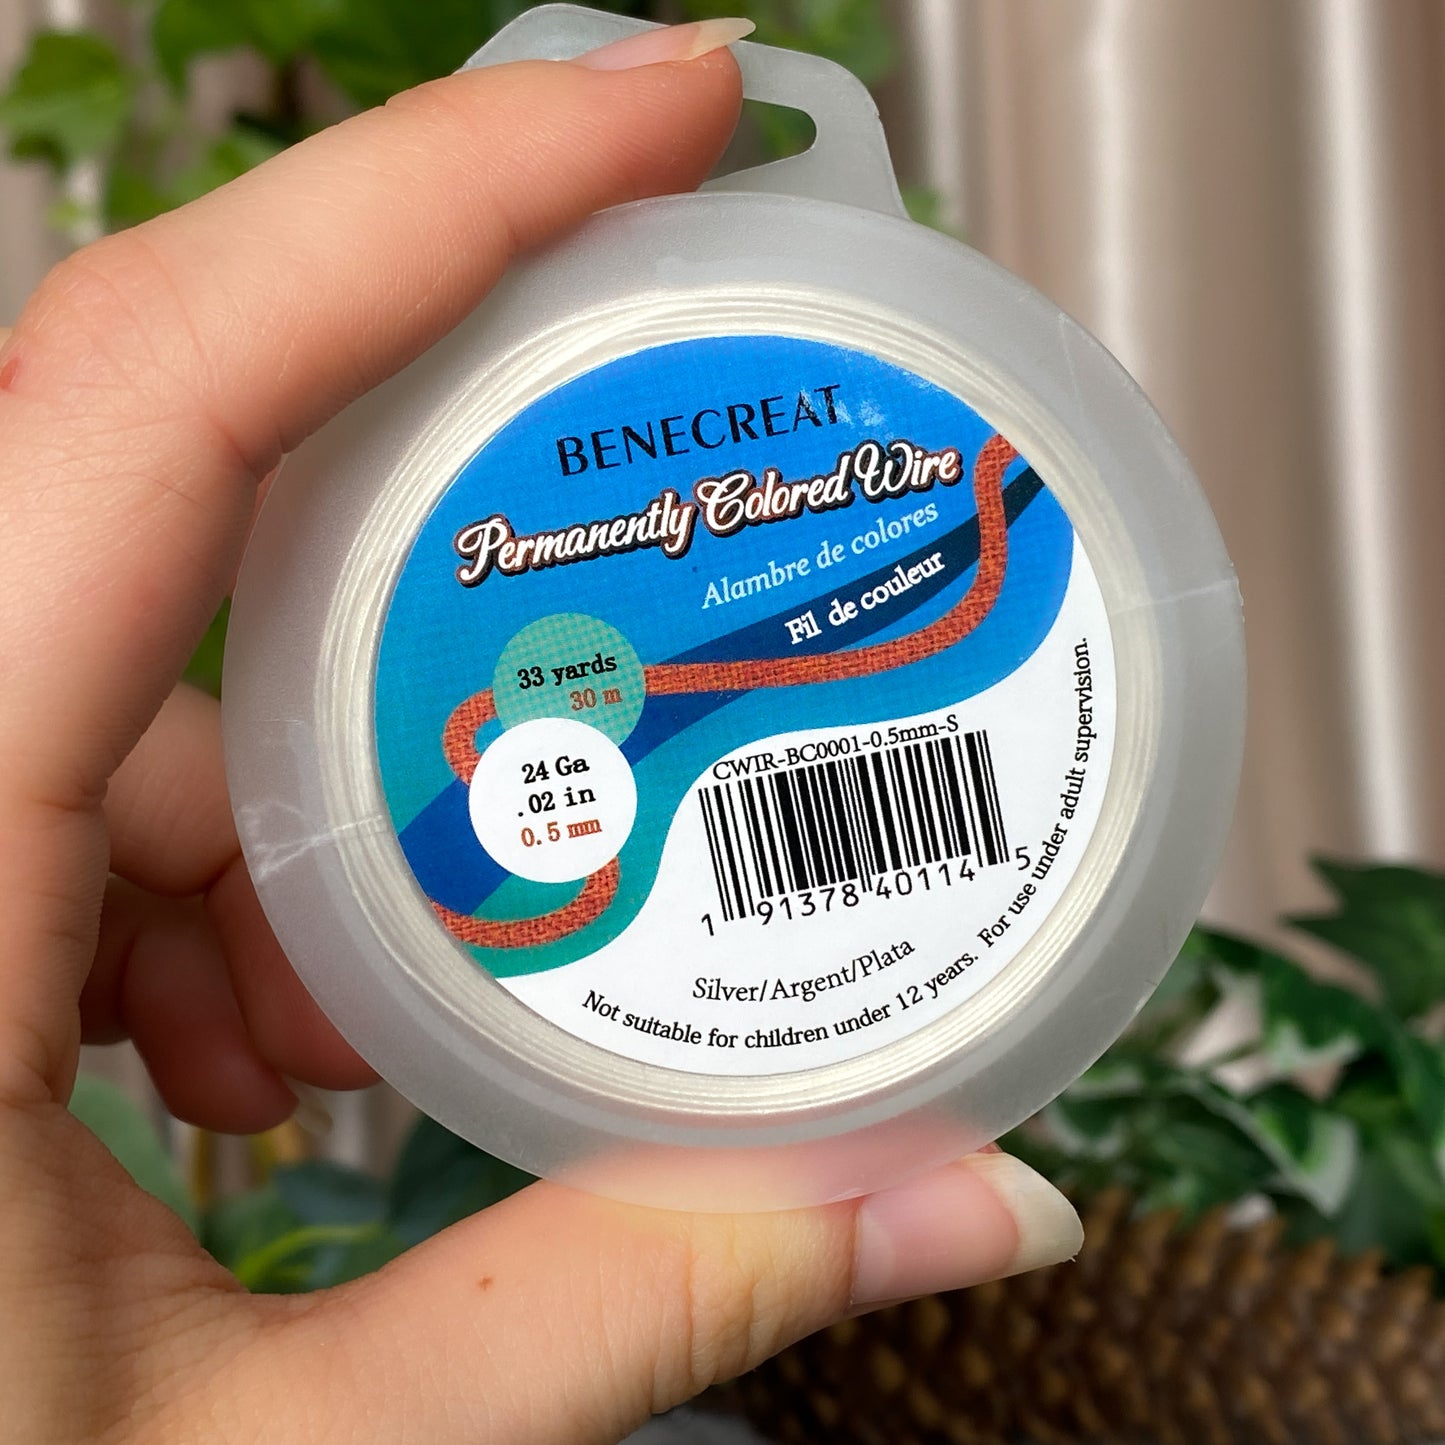 BENECREAT
Permanently Colored Wire
Alambre de colores
Fil de couleur
33 yards
30 m
24 Ga
.02 in
0.5 mm
CWIR-BC0001-0.5mm-S
1 91378 40114 5
Silver/Argent/Plata
Not suitable for children under 12 years. For use under adult supervision.